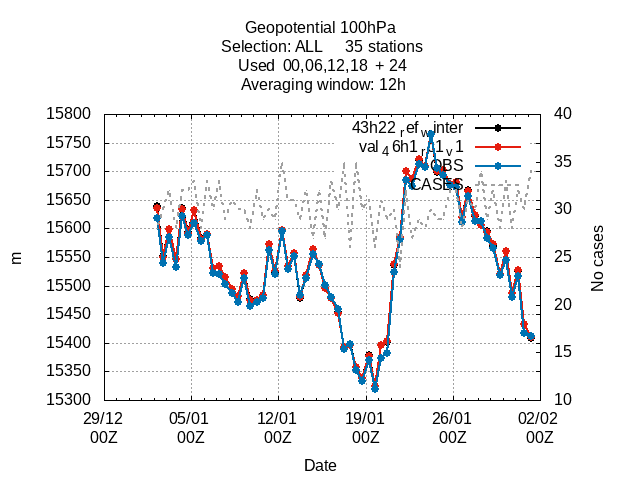 Geopotential 100hPa
Selection: ALL 35 stations
Used 00,06,12,18 + 24
Averaging window: 12h
15800
15750
15700
15650
15600
15550
15500
15450
15400
15350
15300
m
40
35
30
25
20
15
10
No cases
OBS
CASES
29/12 05/01 12/01 19/01 26/01 02/02
00Z 00Z 00Z 00Z 00Z 00Z
Date